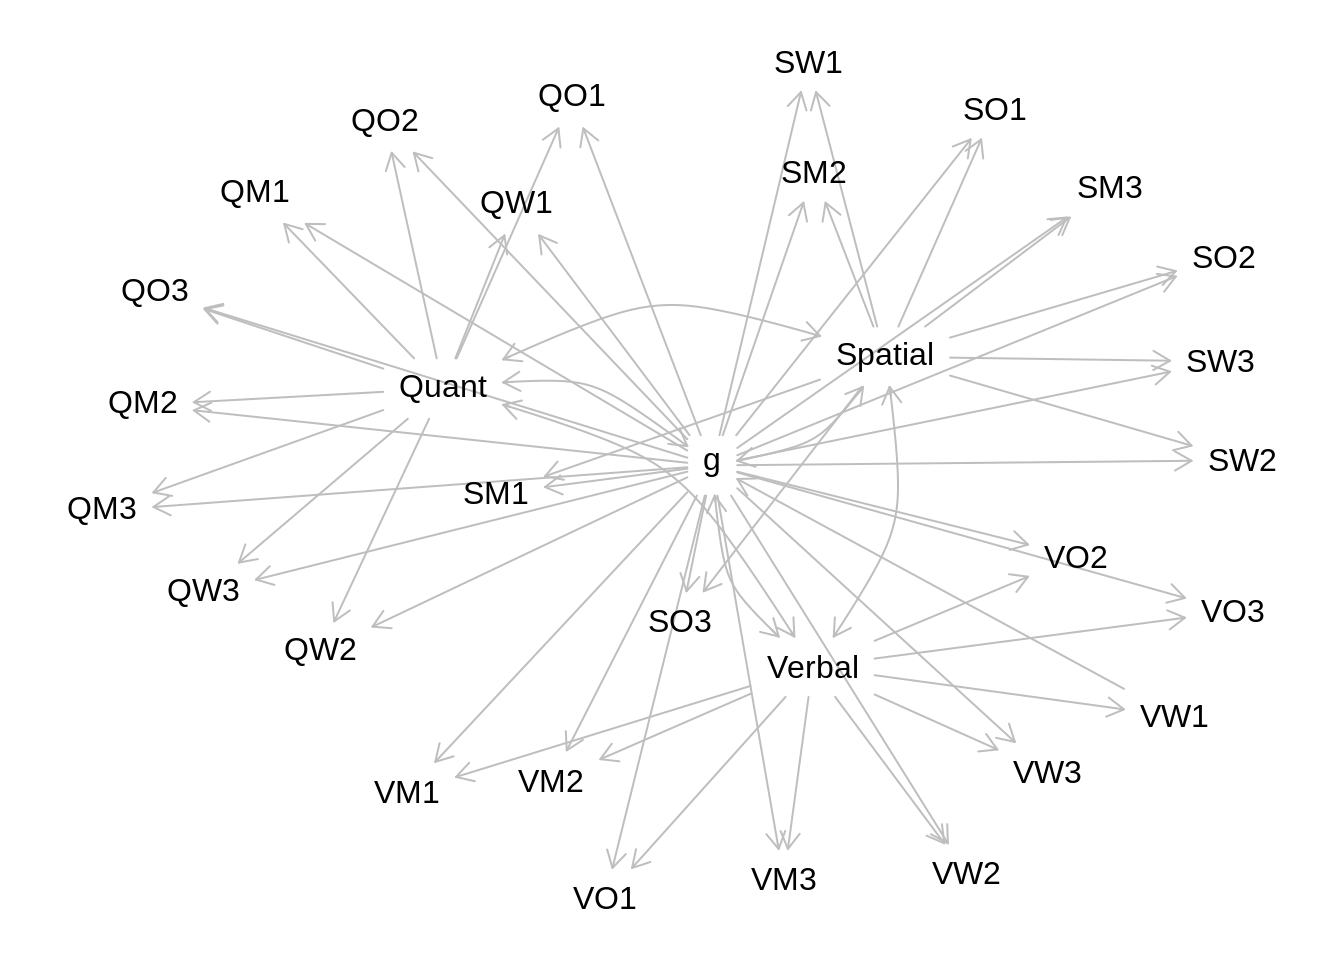 SW1
QO1
SO1
QO2
SM2
SM3
QM1
QW1
SO2
QO3
Spatial
SW3
Quant
QM2
g
SW2
SM1
QM3
VO2
QW3
VO3
SO3
QW2
Verbal
VW1
VW3
VM2
VM1
VW2
VM3
VO1